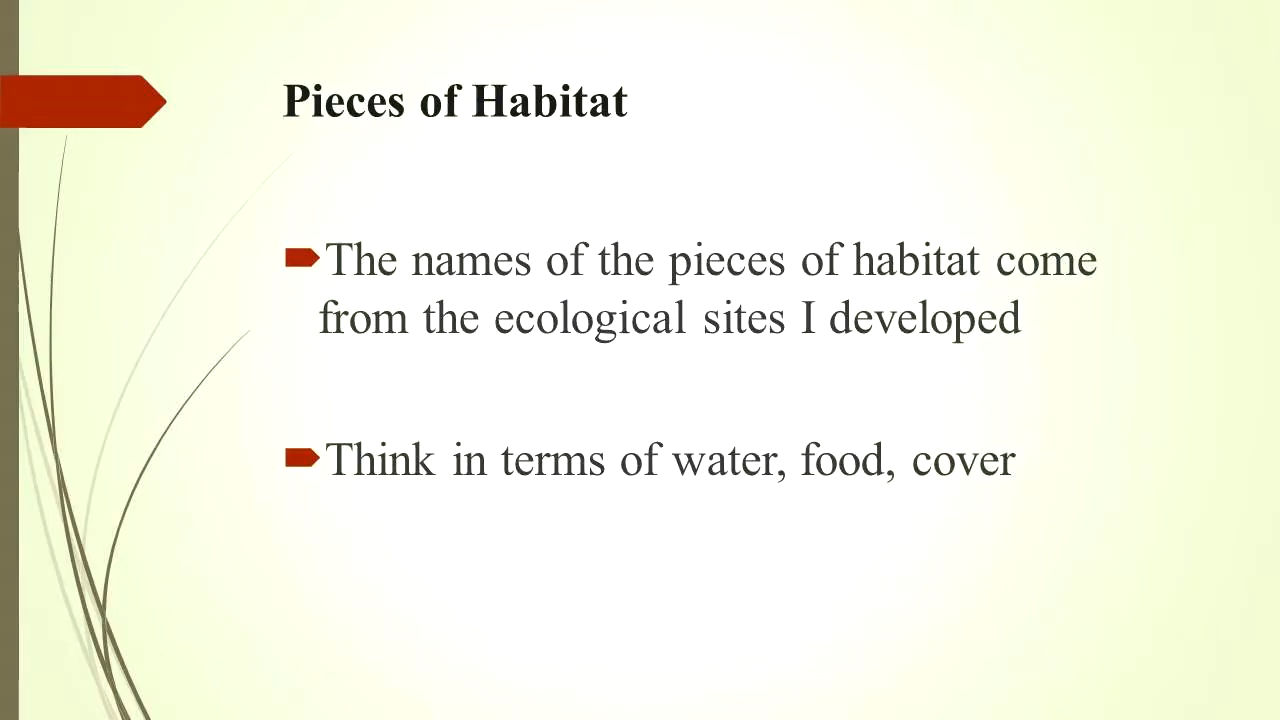 Pieces of Habitat
The names of the pieces of habitat come
from the ecological sites I developed
Think in terms of water, food, cover